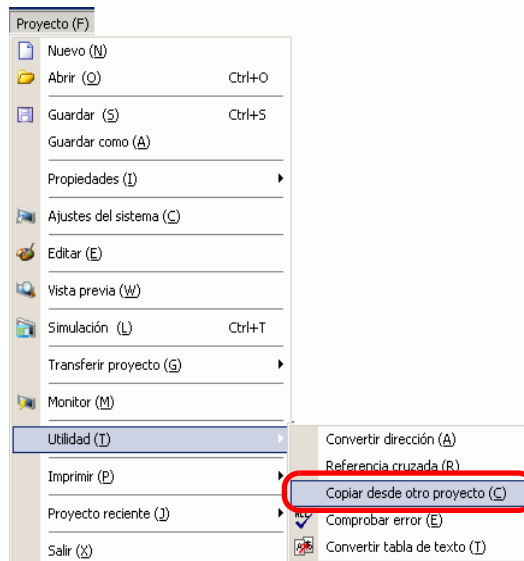 Proyecto (F)
Nuevo (N)
Abrir (O) Ctrl+O
Guardar (S) Ctrl+S
Guardar como (A)
Propiedades (I)
Ajustes del sistema (C)
Editar (E)
Vista previa (W)
Simulación (L) Ctrl+T
Transferir proyecto (G)
Monitor (M)
Utilidad (T)
Convertir dirección (A)
Referencia cruzada (R)
Imprimir (P)
Copiar desde otro proyecto (C)
Proyecto reciente (J)
Comprobar error (E)
Salir (X)
Convertir tabla de texto (T)